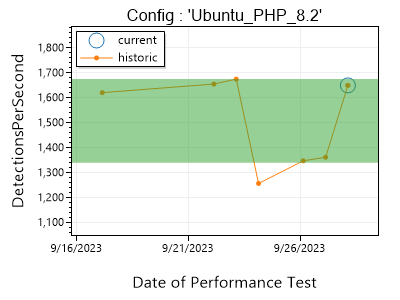 Config : 'Ubuntu_PHP_8.2'
current
historic
DetectionsPerSecond
1,800
1,700
1,600
1,500
1,400
1,300
1,200
1,100
9/16/2023
9/21/2023
9/26/2023
Date of Performance Test